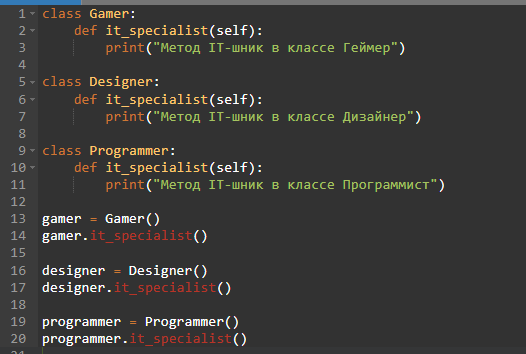 1 class Gamer:
2 def it_specialist(self):
3 print("Метод IT-шник в классе Геймер")
4
5 class Designer:
6 def it_specialist(self):
7 print("Метод IT-шник в классе Дизайнер")
8
9 class Programmer:
10 def it_specialist(self):
11 print("Метод IT-шник в классе Программист")
12
13 gamer = Gamer()
14 gamer.it_specialist()
15
16 designer = Designer()
17 designer.it_specialist()
18
19 programmer = Programmer()
20 programmer.it_specialist()